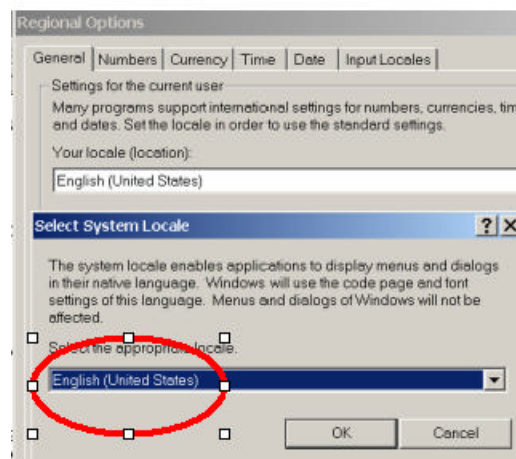 Regional Options
General Numbers Currency Time Date Input Locales
Settings for the current user
Many programs support international settings for numbers, currencies, tim
and dates. Set the locale in order to use the standard settings.
Your locale (location):
English (United States)
Select System Locale
The system locale enables applications to display menus and dialogs
in their native language. Windows will use the code page and font
settings of this language. Menus and dialogs of Windows will not be
affected.
Select the appropriate locale.
English (United States)
OK Cancel